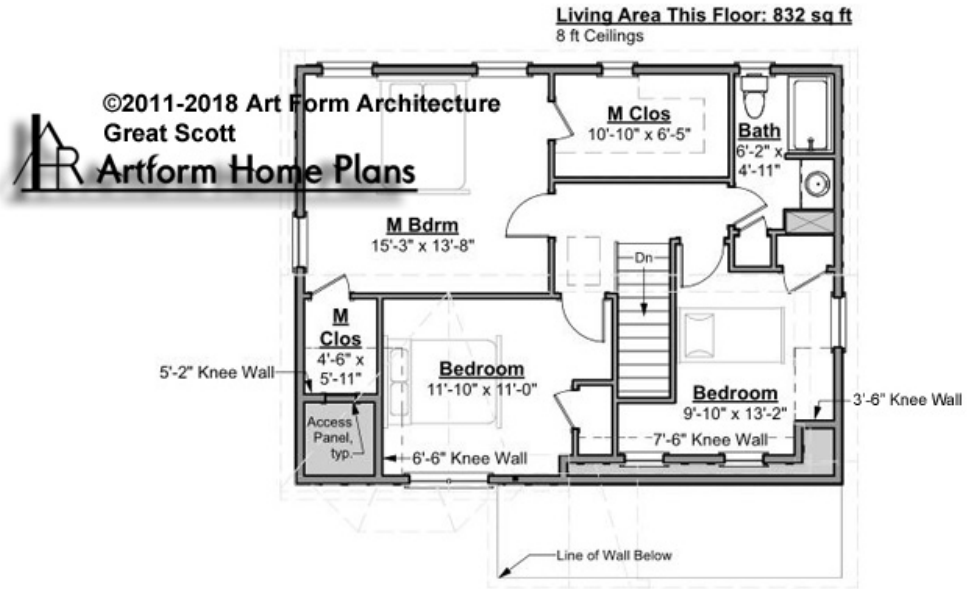 Living Area This Floor: 832 sq ft
8 ft Ceilings
©2011-2018 Art Form Architecture
Great Scott
Artform Home Plans
M Clos
10'-10" x 6'-5"
Bath
6'-2" x
4'-11"
M Bdrm
15'-3" x 13'-8"
Dn
M
Clos
4'-6" x
5'-11"
5'-2" Knee Wall
Bedroom
11'-10" x 11'-0"
Bedroom
9'-10" x 13'-2"
3'-6" Knee Wall
Access
Panel,
typ.
7'-6" Knee Wall
6'-6" Knee Wall
Line of Wall Below